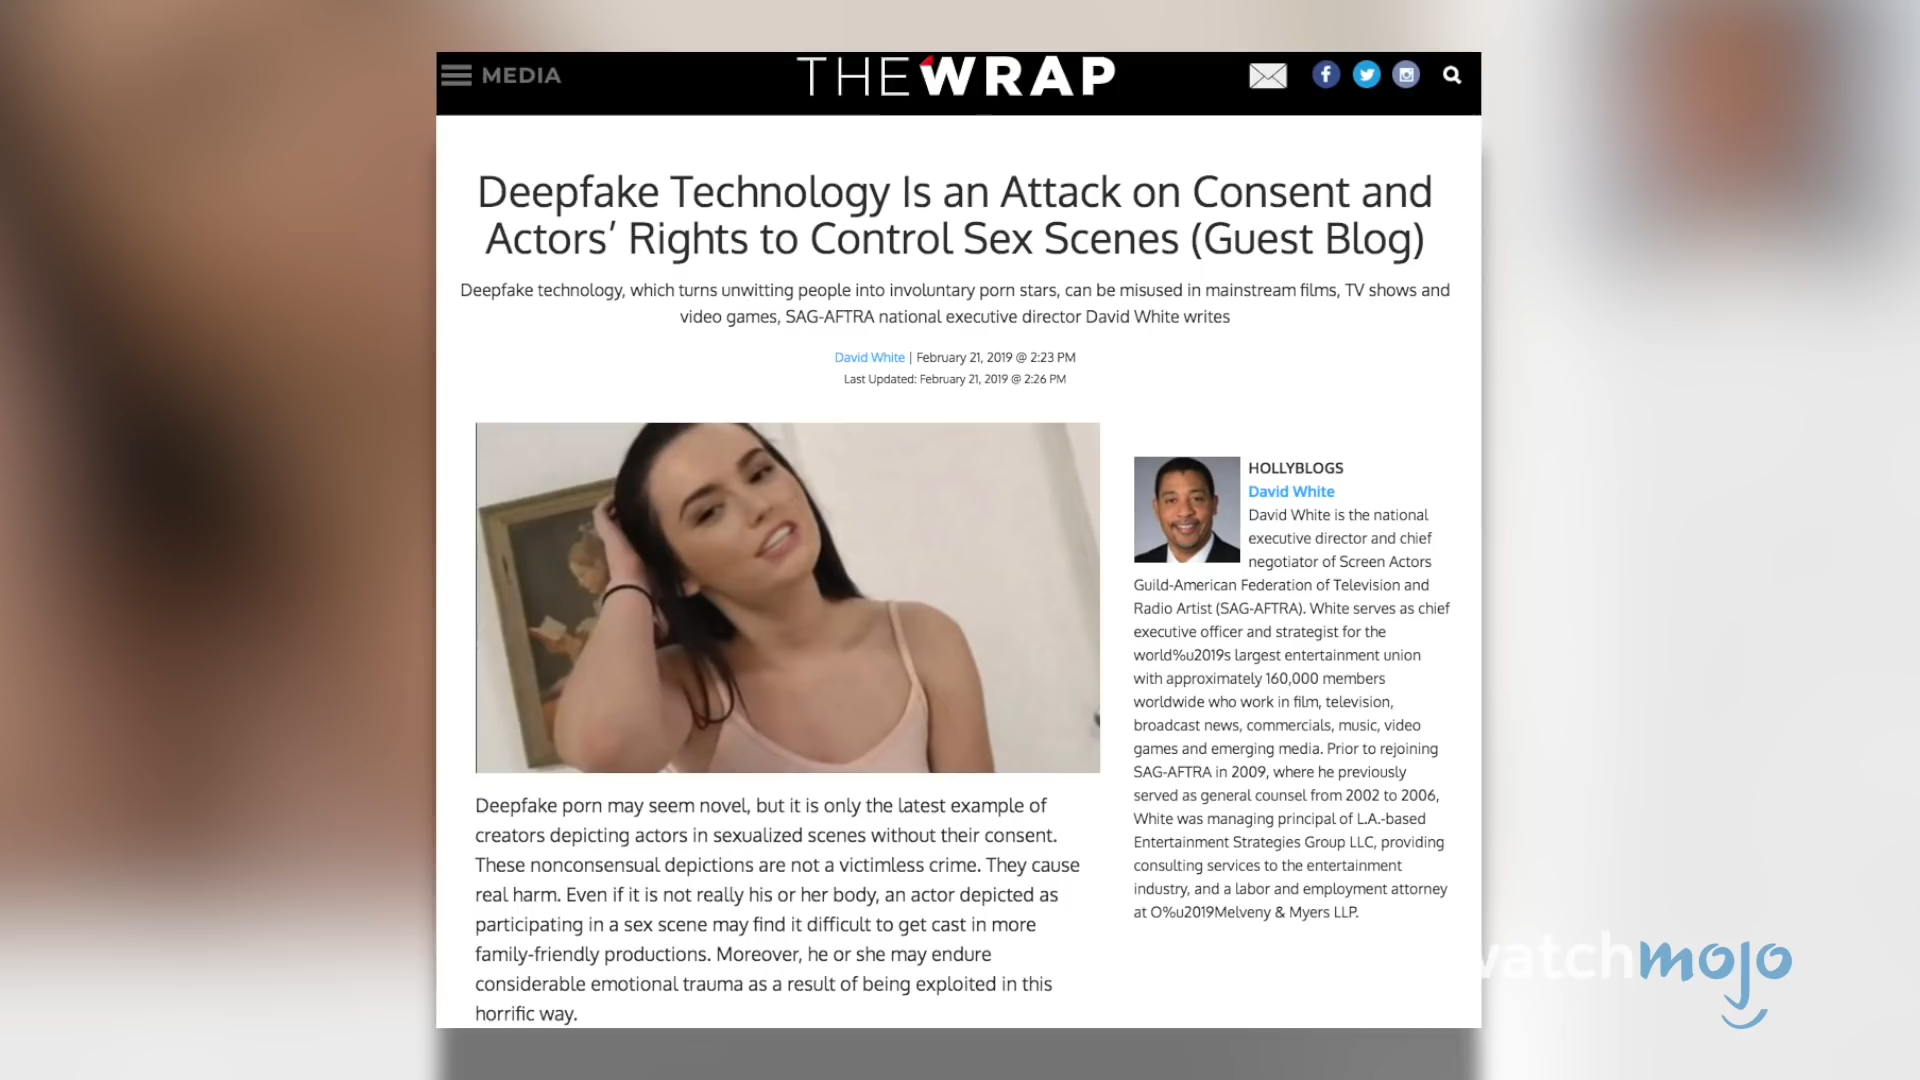 MEDIA
THEWRAP
Deepfake Technology Is an Attack on Consent and
Actors’ Rights to Control Sex Scenes (Guest Blog)
Deepfake technology, which turns unwitting people into involuntary porn stars, can be misused in mainstream films, TV shows and
video games, SAG-AFTRA national executive director David White writes
David White | February 21, 2019 @ 2:23 PM
Last Updated: February 21, 2019 @ 2:26 PM
Deepfake porn may seem novel, but it is only the latest example of
creators depicting actors in sexualized scenes without their consent.
These nonconsensual depictions are not a victimless crime. They cause
real harm. Even if it is not really his or her body, an actor depicted as
participating in a sex scene may find it difficult to get cast in more
family-friendly productions. Moreover, he or she may endure
considerable emotional trauma as a result of being exploited in this
horrific way.
HOLLYBLOGS
David White
David White is the national
executive director and chief
negotiator of Screen Actors
Guild-American Federation of Television and
Radio Artist (SAG-AFTRA). White serves as chief
executive officer and strategist for the
world%u2019s largest entertainment union
with approximately 160,000 members
worldwide who work in film, television,
broadcast news, commercials, music, video
games and emerging media. Prior to rejoining
SAG-AFTRA in 2009, where he previously
served as general counsel from 2002 to 2006,
White was managing principal of L.A.-based
Entertainment Strategies Group LLC, providing
consulting services to the entertainment
industry, and a labor and employment attorney
at O%u2019Melveny & Myers LLP.
watchmojo